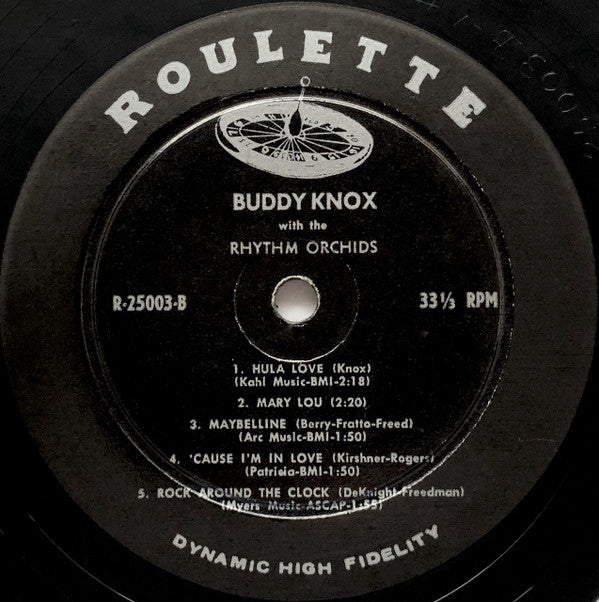 ROULETTE
BUDDY KNOX
with the
RHYTHM ORCHIDS
R-25003-B
33 1/3 RPM
1. HULA LOVE (Knox)
(Kahl Music-BMI-2:18)
2. MARY LOU (2:20)
3. MAYBELLINE (Berry-Fratto-Freed)
(Arc Music-BMI-1:50)
4. 'CAUSE I'M IN LOVE (Kirshner-Rogers)
(Patricia-BMI-1:50)
5. ROCK AROUND THE CLOCK (DeKnight-Freedman)
(Myers Music-ASCAP-1:55)
DYNAMIC HIGH FIDELITY